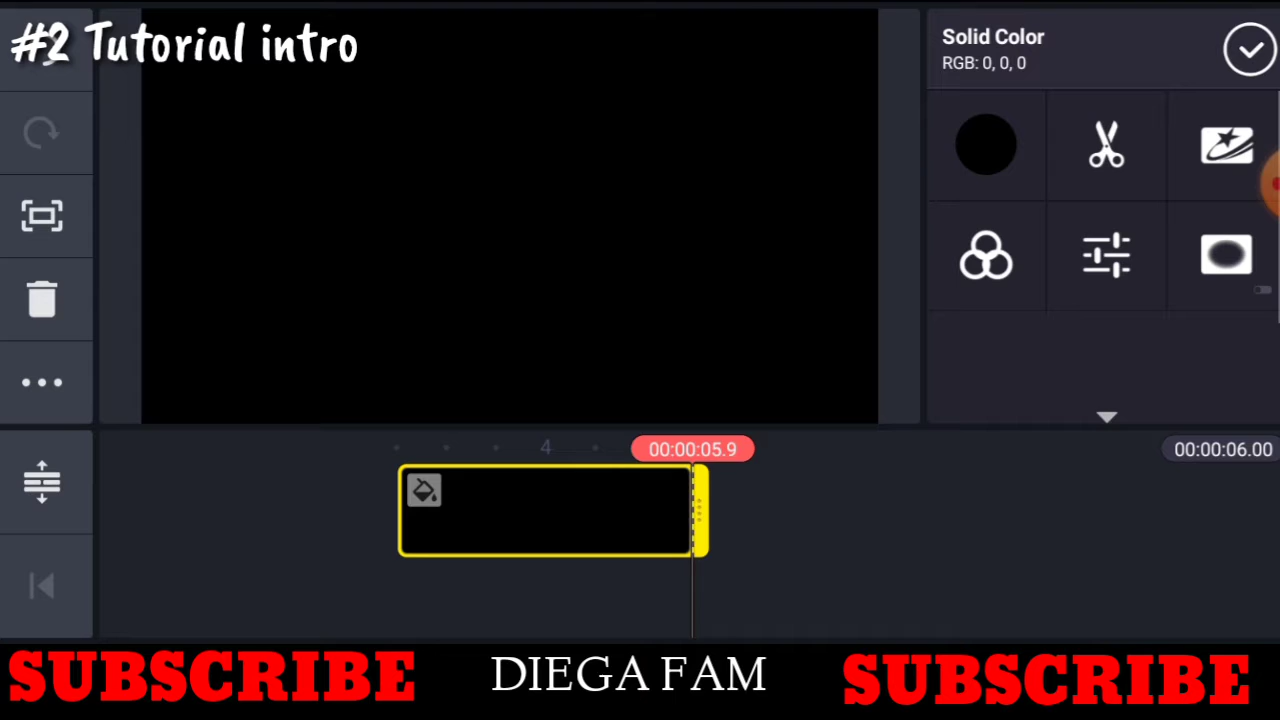 #2 Tutorial intro
Solid Color
RGB: 0, 0, 0
4
00:00:05.9
00:00:06.00
SUBSCRIBE
DIEGA FAM
SUBSCRIBE